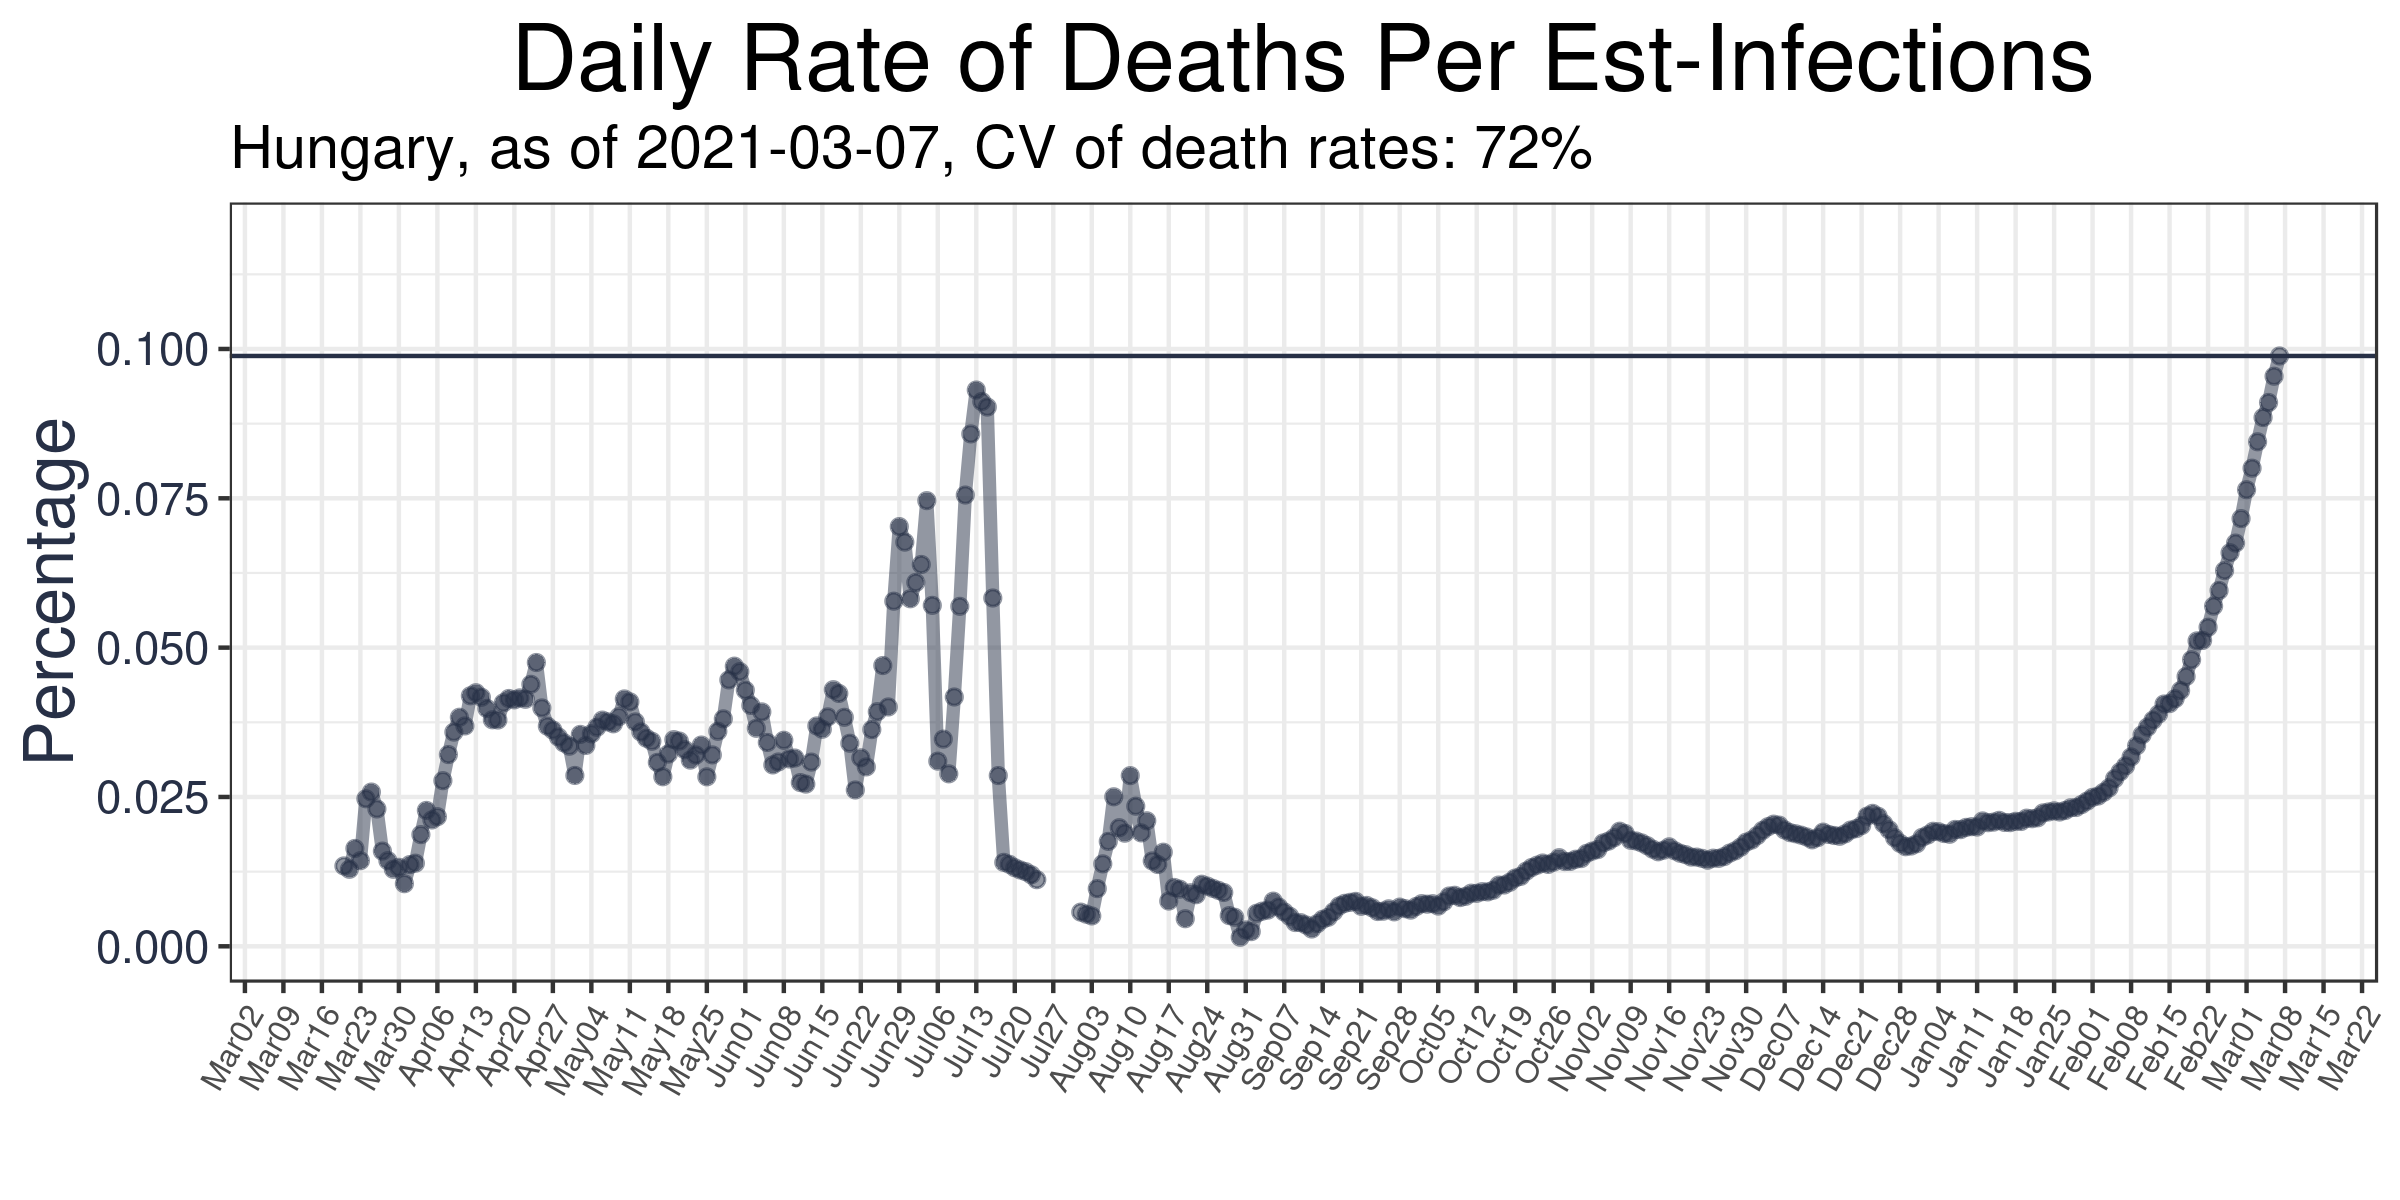 Daily Rate of Deaths Per Est-Infections
Hungary, as of 2021-03-07, CV of death rates: 72%
Percentage
0.100
0.075
0.050
0.025
0.000
Mar02 Mar09 Mar16 Mar23 Mar30 Apr06 Apr13 Apr20 Apr27 May04 May11 May18 May25 Jun01 Jun08 Jun15 Jun22 Jun29 Jul06 Jul13 Jul20 Jul27 Aug03 Aug10 Aug17 Aug24 Aug31 Sep07 Sep14 Sep21 Sep28 Oct05 Oct12 Oct19 Oct26 Nov02 Nov09 Nov16 Nov23 Nov30 Dec07 Dec14 Dec21 Dec28 Jan04 Jan11 Jan18 Jan25 Feb01 Feb08 Feb15 Feb22 Mar01 Mar08 Mar15 Mar22